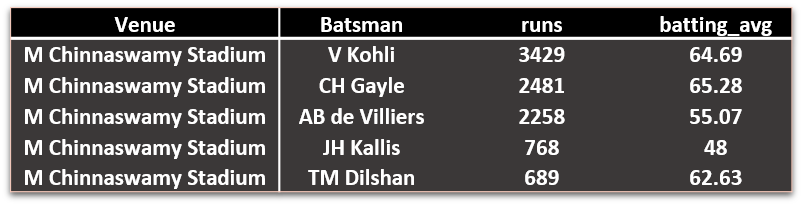 Venue Batsman runs batting_avg
M Chinnaswamy Stadium V Kohli 3429 64.69
M Chinnaswamy Stadium CH Gayle 2481 65.28
M Chinnaswamy Stadium AB de Villiers 2258 55.07
M Chinnaswamy Stadium JH Kallis 768 48
M Chinnaswamy Stadium TM Dilshan 689 62.63